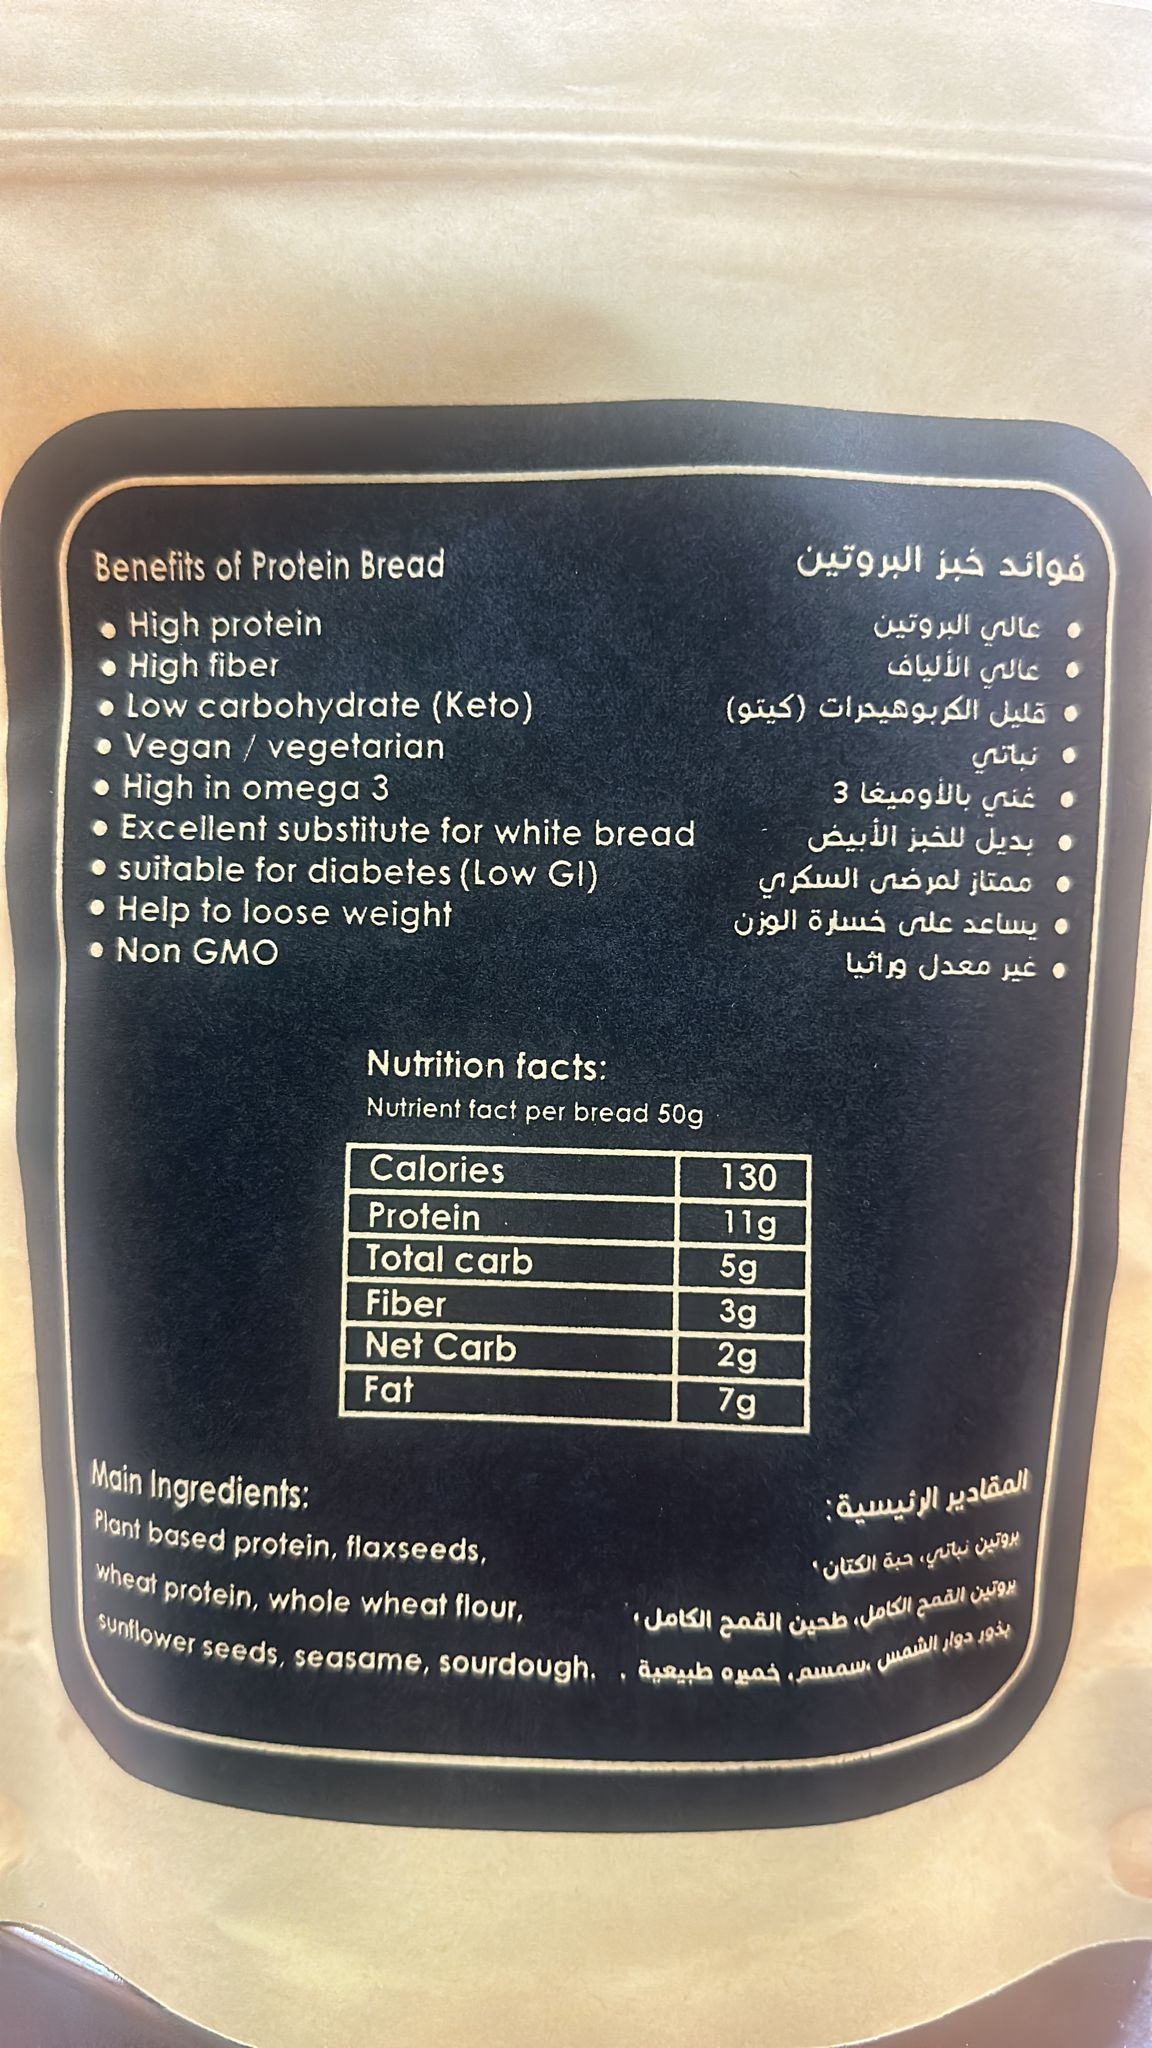 Benefits of Protein Bread
• High protein
• High fiber
• Low carbohydrate (Keto)
• Vegan / vegetarian
• High in omega 3
• Excellent substitute for white bread
• suitable for diabetes (Low GI)
• Help to loose weight
• Non GMO
فوائد خبز البروتين
• عالي البروتين
• عالي الألياف
• قليل الكربوهيدرات (كيتو)
• نباتي
• غني بالأوميغا 3
• بديل للخبز الأبيض
• ممتاز لمرضى السكري
• يساعد على خسارة الوزن
• غير معدل وراثيا
Nutrition facts:
Nutrient fact per bread 50g
Calories 130
Protein 11g
Total carb 5g
Fiber 3g
Net Carb 2g
Fat 7g
Main Ingredients:
Plant based protein, flaxseeds,
wheat protein, whole wheat flour,
sunflower seeds, seasame, sourdough.
المقادير الرئيسية:
بروتين نباتي، حبة الكتان،
بروتين القمح الكامل، طحين القمح الكامل،
بذور دوار الشمس ،سمسم، خميره طبيعية .